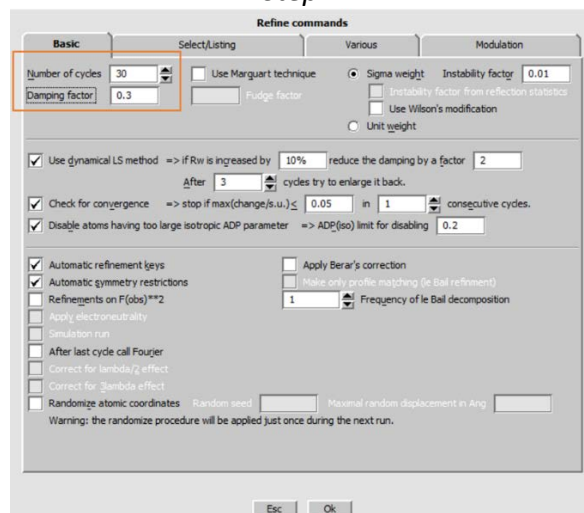 Step
Refine commands
Basic Select/Listing Various Modulation
Number of cycles 30 Use Marquart technique Sigma weight Instability factor 0.01
Damping factor 0.3 Fudge factor Instability factor from reflection statistics
Use Wilson's modification
Unit weight
Use dynamical LS method => if Rw is increased by 10% reduce the damping by a factor 2
After 3 cycles try to enlarge it back.
Check for convergence => stop if max(change/s.u.)< 0.05 in 1 consecutive cycles.
Disable atoms having too large isotropic ADP parameter => ADP(iso) limit for disabling 0.2
Automatic refinement keys Apply Berar's correction
Automatic symmetry restrictions Make only profile matching (le Bail refinment)
Refinements on F(obs)**2 1 Frequency of le Bail decomposition
Apply electroneutrality
Simulation run
After last cycle call Fourier
Correct for lambda/2 effect
Correct for 3lambda effect
Randomize atomic coordinates Random seed Maximal random displacement in Ang
Warning: the randomize procedure will be applied just once during the next run.
Esc Ok